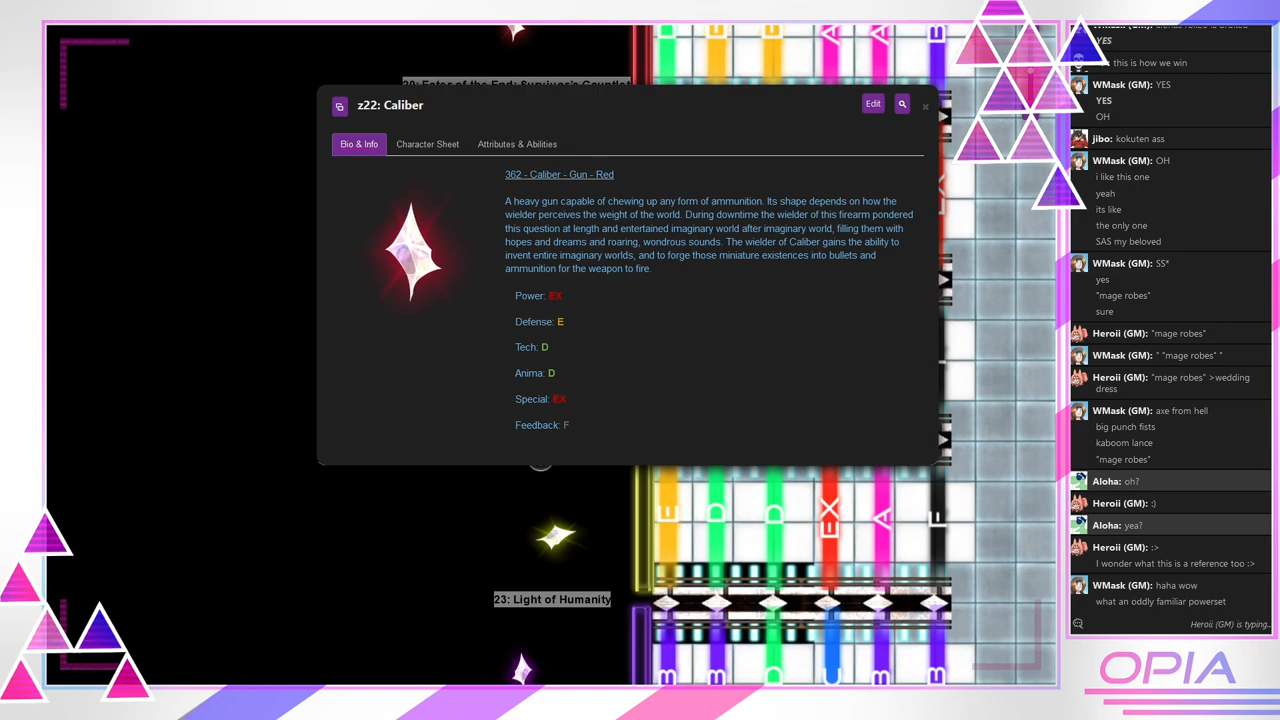 20: Eater of the End: Survivor's Gauntlet
z22: Caliber
Edit
Bio & Info
Character Sheet
Attributes & Abilities
362 - Caliber - Gun - Red
A heavy gun capable of chewing up any form of ammunition. Its shape depends on how the
wielder perceives the weight of the world. During downtime the wielder of this firearm pondered
this question at length and entertained imaginary world after imaginary world, filling them with
hopes and dreams and roaring, wondrous sounds. The wielder of Caliber gains the ability to
invent entire imaginary worlds, and to forge those miniature existences into bullets and
ammunition for the weapon to fire.
Power: EX
Defense: E
Tech: D
Anima: D
Special: EX
Feedback: F
E D D EX A F
23: Light of Humanity
YES
this is how we win
WMask (GM): YES
YES
OH
jibo: kokuten ass
WMask (GM): OH
i like this one
yeah
its like
the only one
SAS my beloved
WMask (GM): SS*
yes
"mage robes"
sure
Heroii (GM): "mage robes"
WMask (GM): " "mage robes" "
Heroii (GM): "mage robes" >wedding
dress
WMask (GM): axe from hell
big punch fists
kaboom lance
"mage robes"
Aloha: oh?
Heroii (GM): :)
Aloha: yea?
Heroii (GM): :>
I wonder what this is a reference too :>
WMask (GM): haha wow
what an oddly familiar powerset
Heroii (GM) is typing...
OPIA